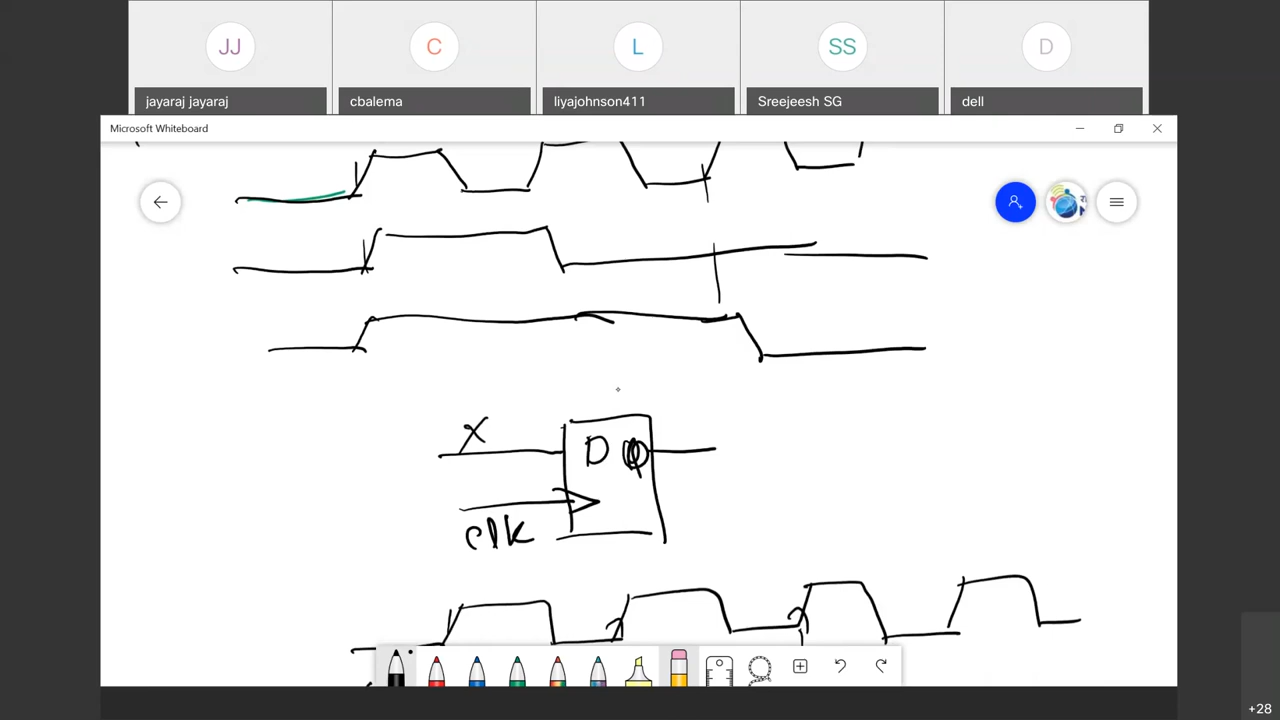 JJ C L SS D
jayaraj jayaraj cbalema liyajohnson411 Sreejeesh SG dell
Microsoft Whiteboard
X
D Q
clk
+28